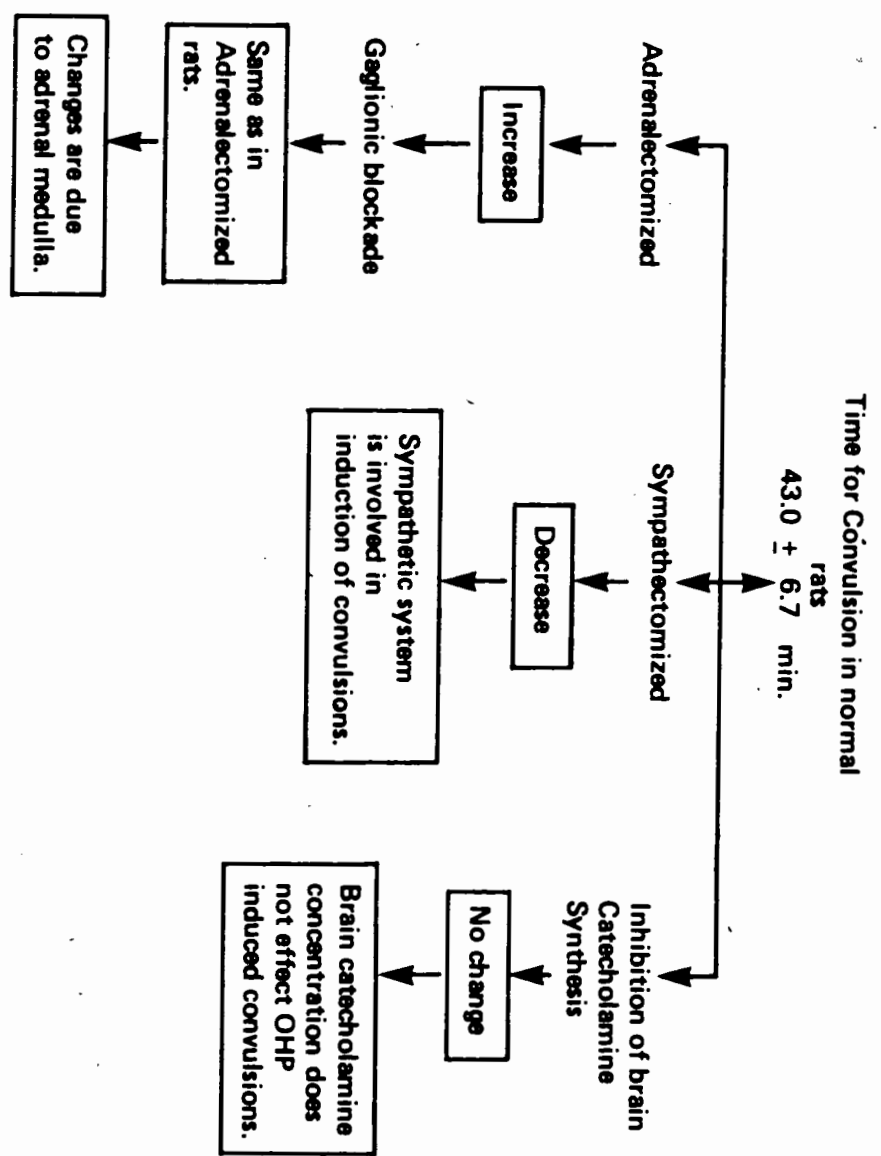 Time for Convulsion in normal
rats
43.0 ± 6.7 min.
Adrenalectomized
Increase
Gaglionic blockade
Same as in
Adrenalectomized
rats.
Changes are due
to adrenal medulla.
Sympathectomized
Decrease
Sympathetic system
is involved in
induction of convulsions.
Inhibition of brain
Catecholamine
Synthesis
No change
Brain catecholamine
concentration does
not effect OHP
induced convulsions.